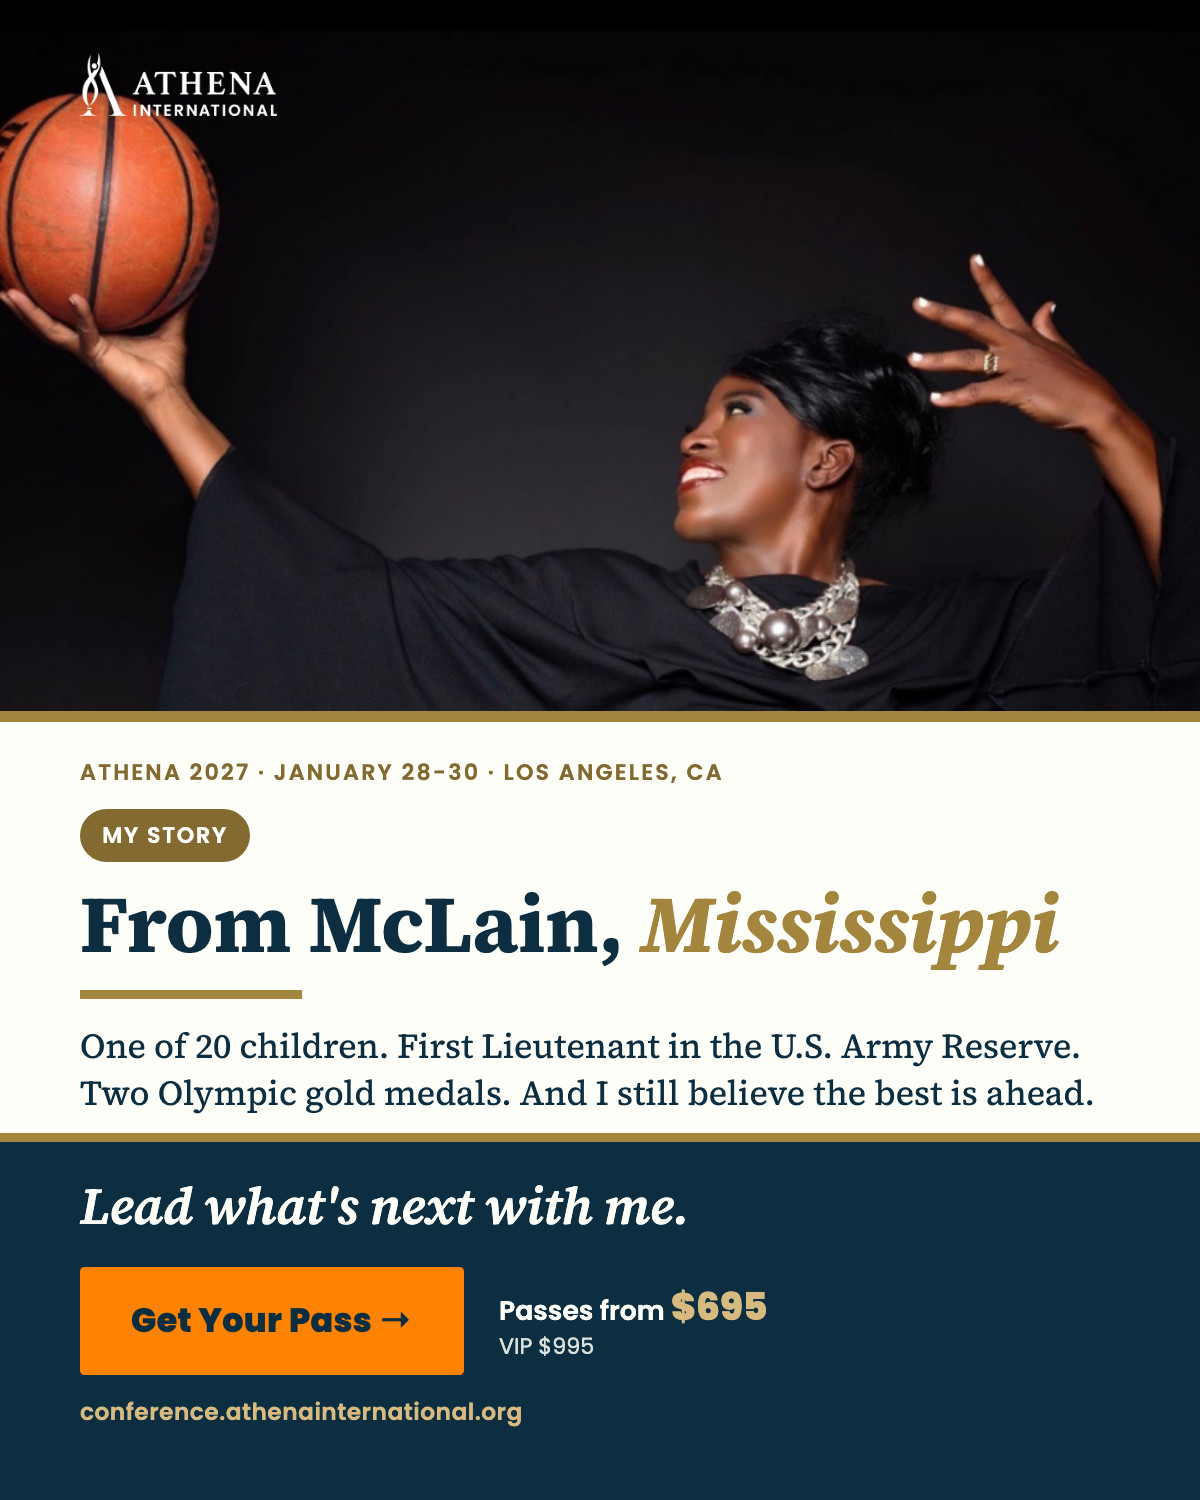 ATHENA
INTERNATIONAL
ATHENA 2027 · JANUARY 28–30 · LOS ANGELES, CA
MY STORY
From McLain, Mississippi
One of 20 children. First Lieutenant in the U.S. Army Reserve.
Two Olympic gold medals. And I still believe the best is ahead.
Lead what's next with me.
Get Your Pass →
Passes from $695
VIP $995
conference.athenainternational.org